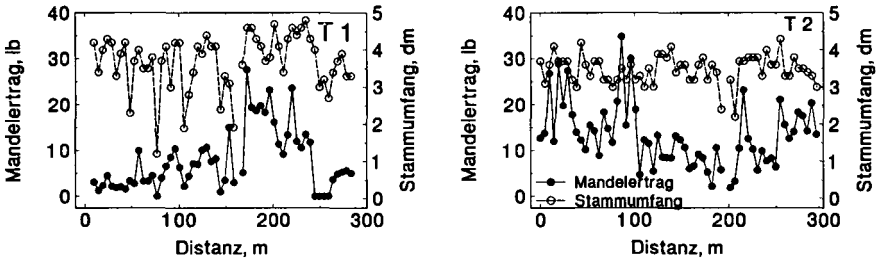 T 1
Mandelertrag, lb
40
30
20
10
0
Stammumfang, dm
5
4
3
2
1
0
0 100 200 300
Distanz, m
T 2
Mandelertrag, lb
40
30
20
10
0
Mandelertrag
Stammumfang
Stammumfang, dm
5
4
3
2
1
0
0 100 200 300
Distanz, m